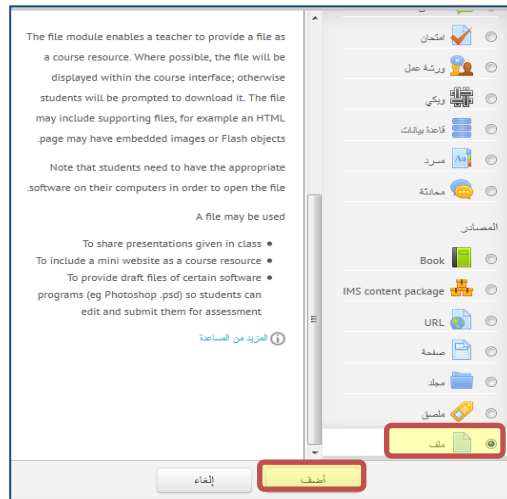 امتحان
ورشة عمل
ويكي
قاعدة بيانات
مسرد
محادثة
المصادر
Book
IMS content package
URL
صفحة
مجلد
ملصق
ملف
The file module enables a teacher to provide a file as
a course resource. Where possible, the file will be
displayed within the course interface; otherwise
students will be prompted to download it. The file
may include supporting files, for example an HTML
.page may have embedded images or Flash objects
Note that students need to have the appropriate
.software on their computers in order to open the file
A file may be used
To share presentations given in class
To include a mini website as a course resource
To provide draft files of certain software
programs (eg Photoshop .psd) so students can
edit and submit them for assessment
المزيد من المساعدة
أضف
إلغاء